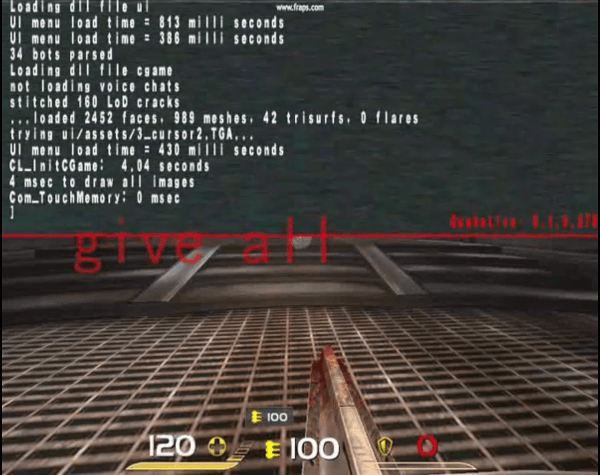 Loading dll file ui
www.fraps.com
UI menu load time = 813 milli seconds
UI menu load time = 386 milli seconds
34 bots parsed
Loading dll file cgame
not loading voice chats
stitched 160 LoD cracks
...loaded 2452 faces, 989 meshes, 42 trisurfs, 0 flares
trying ui/assets/3_cursor2.TGA...
UI menu load time = 430 milli seconds
CL_InitCGame:  4.04 seconds
4 msec to draw all images
Com_TouchMemory: 0 msec
]
QuakeLive
give all
100
120
100
0